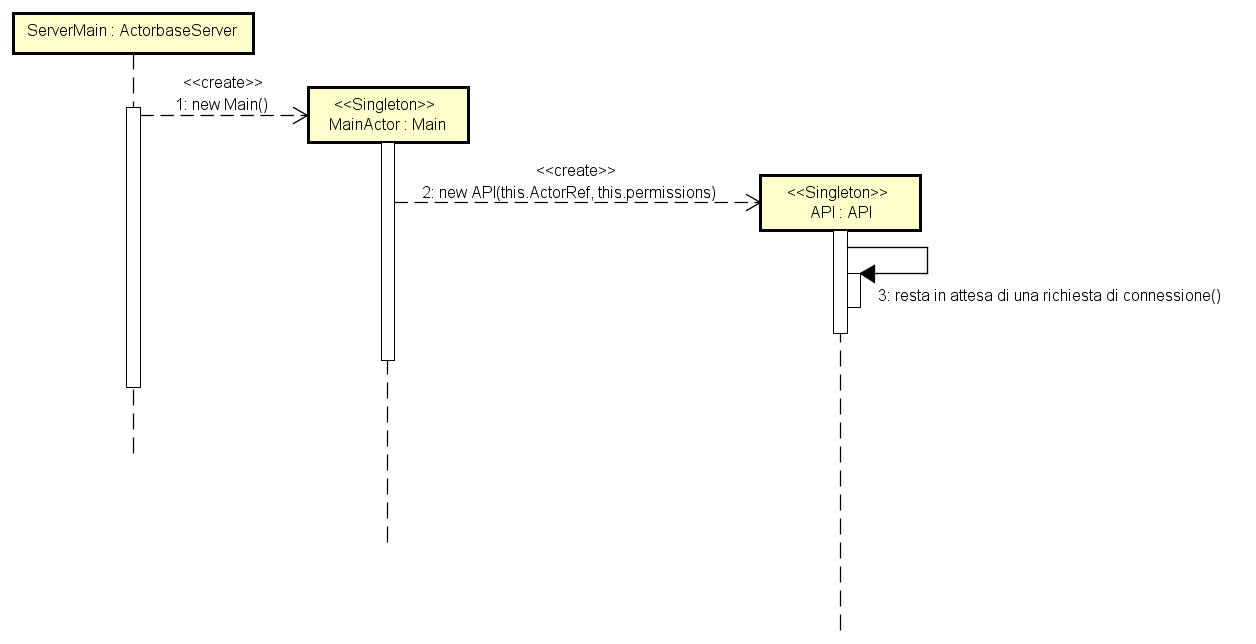 ServerMain : ActorbaseServer
<<create>>
1: new Main()
<<Singleton>>
MainActor : Main
<<create>>
2: new API(this.ActorRef, this.permissions)
<<Singleton>>
API : API
3: resta in attesa di una richiesta di connessione()